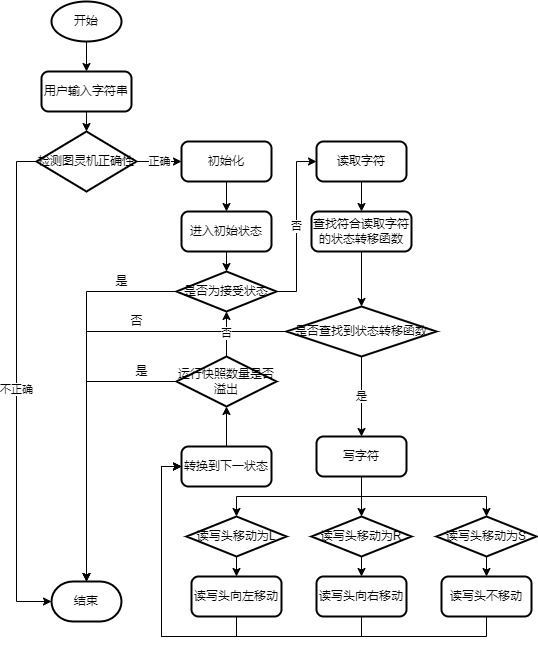 开始
用户输入字符串
检测图灵机正确性
正确
初始化
读取字符
进入初始状态
否
查找符合读取字符
的状态转移函数
是
是否为接受状态
否
是否查找到状态转移函数
否
是
运行快照数量是否
溢出
不正确
是
写字符
转换到下一状态
读写头移动为L
读写头移动为R
读写头移动为S
结束
读写头向左移动
读写头向右移动
读写头不移动